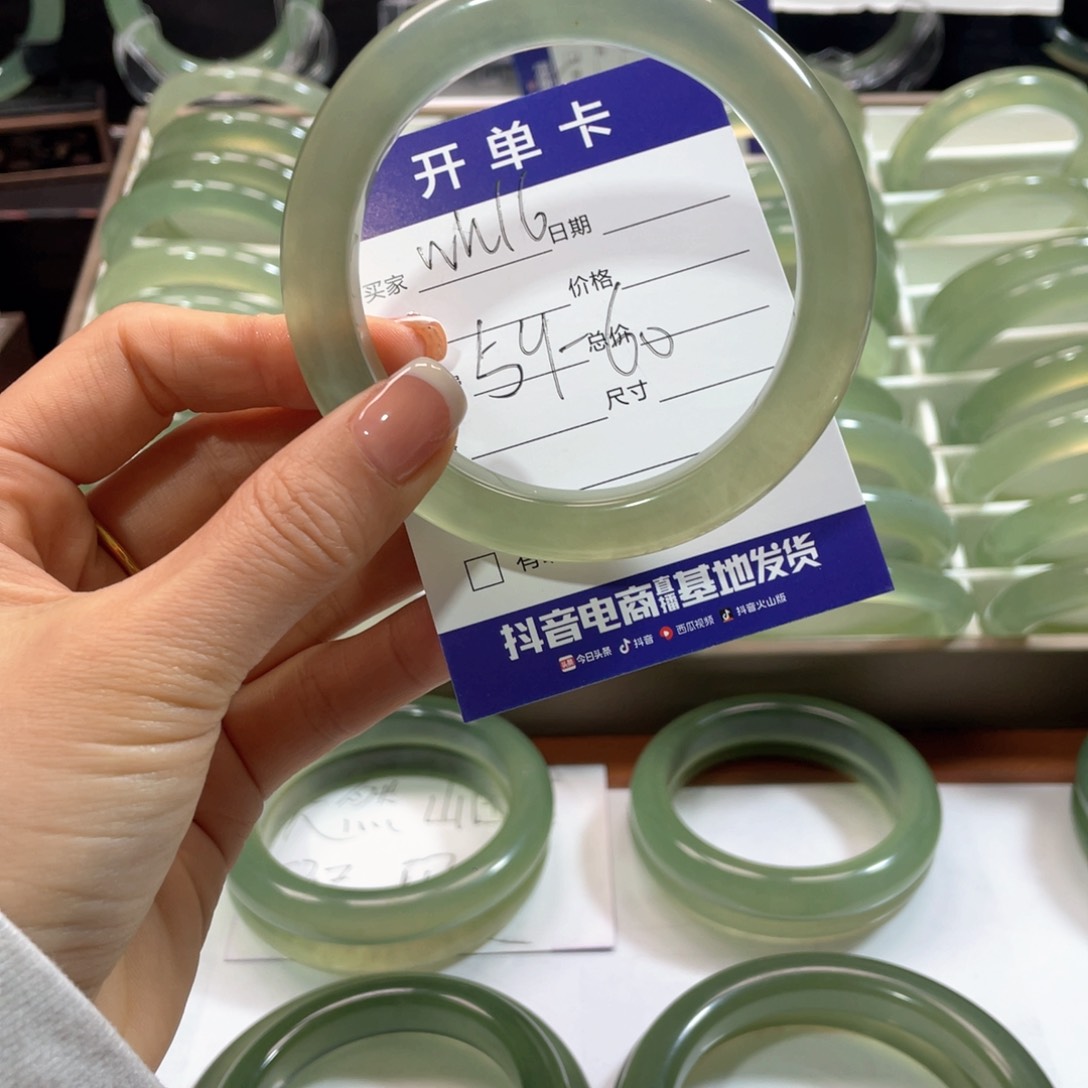 开单卡
买家 wh16 日期
价格
59-60
总价
尺寸
抖音电商直播基地发货
今日头条 抖音 西瓜视频 抖音火山版